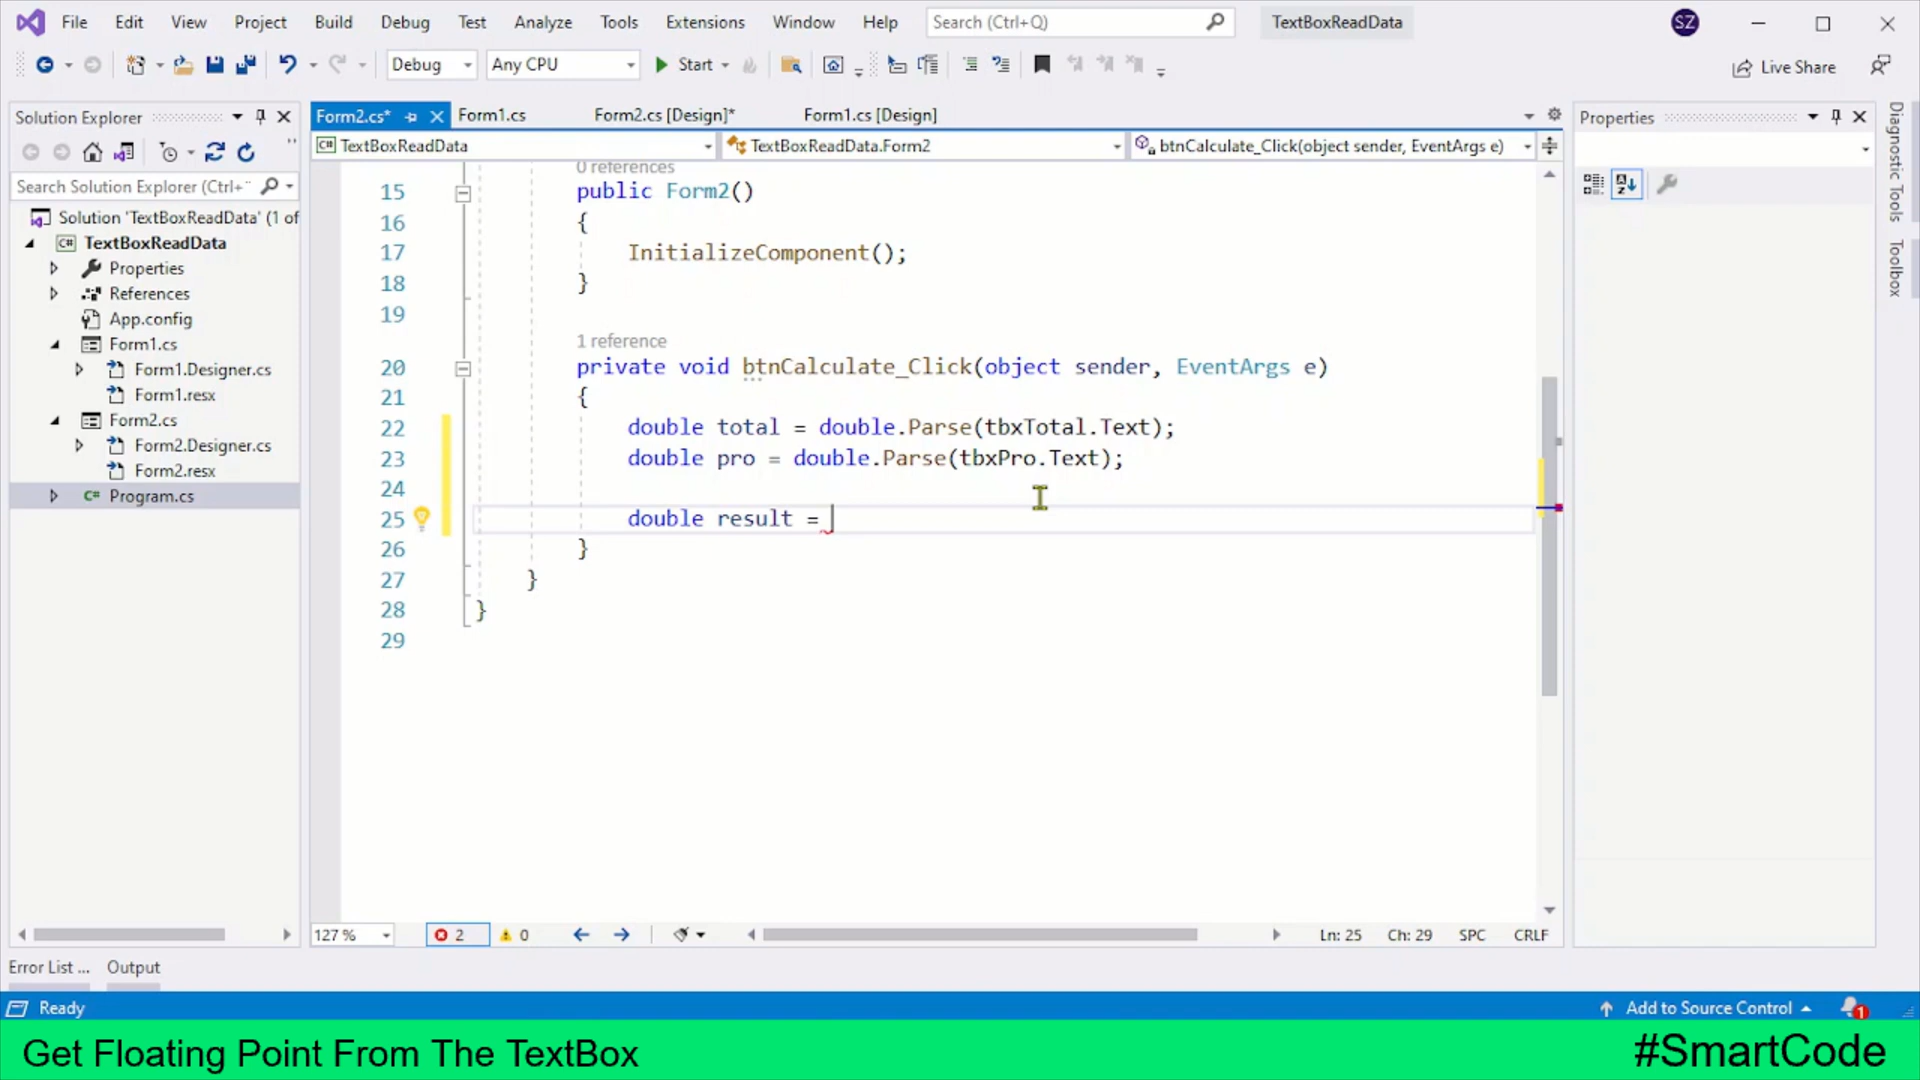 File Edit View Project Build Debug Test Analyze Tools Extensions Window Help Search (Ctrl+Q) TextBoxReadData SZ
Debug Any CPU Start Live Share
Solution Explorer
Search Solution Explorer (Ctrl+
Solution 'TextBoxReadData' (1 of
TextBoxReadData
Properties
References
App.config
Form1.cs
Form1.Designer.cs
Form1.resx
Form2.cs
Form2.Designer.cs
Form2.resx
Program.cs
Form2.cs* Form1.cs Form2.cs [Design]* Form1.cs [Design]
TextBoxReadData TextBoxReadData.Form2 btnCalculate_Click(object sender, EventArgs e)
0 references
15 public Form2()
16 {
17 InitializeComponent();
18 }
19
1 reference
20 private void btnCalculate_Click(object sender, EventArgs e)
21 {
22 double total = double.Parse(tbxTotal.Text);
23 double pro = double.Parse(tbxPro.Text);
24
25 double result =
26 }
27 }
28 }
29
127 % 2 0 Ln: 25 Ch: 29 SPC CRLF
Properties
Diagnostic Tools
Toolbox
Error List ... Output
Ready Add to Source Control 1
Get Floating Point From The TextBox #SmartCode